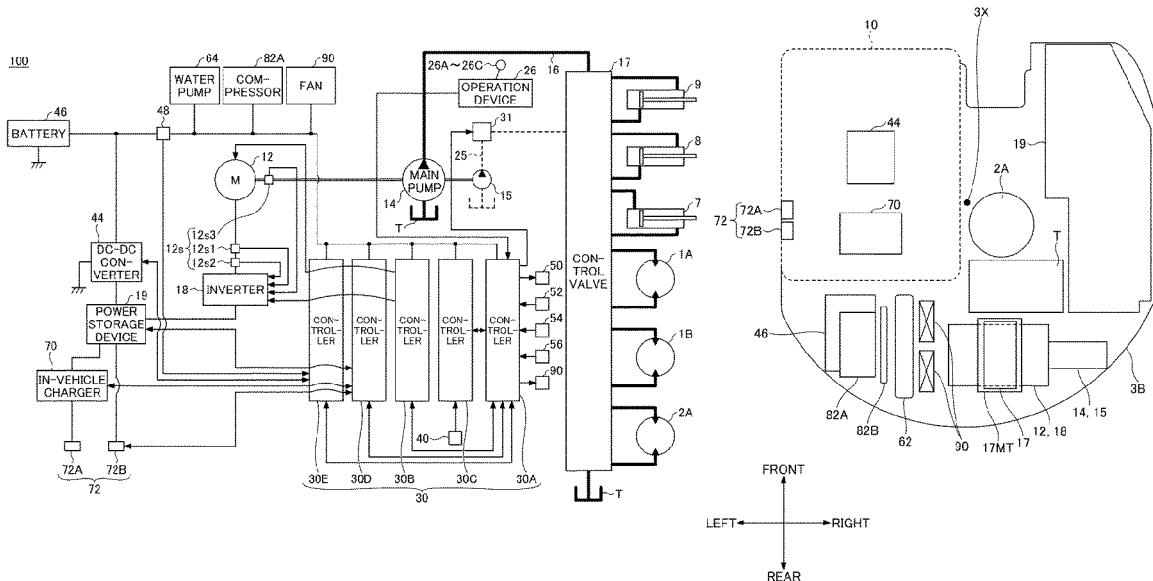 100
64
82A
90
WATER PUMP
COM-PRESSOR
FAN
46
BATTERY
48
26A～26C
26
OPERATION DEVICE
16
17
31
25
12
M
MAIN PUMP
14
15
T
9
8
7
1A
1B
2A
T
CON-TROL VALVE
44
DC-DC CON-VERTER
12s
12s3
12s1
12s2
18
INVERTER
19
POWER STORAGE DEVICE
70
IN-VEHICLE CHARGER
72A
72B
72
CON-TROL-LER
CON-TROL-LER
CON-TROL-LER
CON-TROL-LER
CON-TROL-LER
50
52
54
56
90
40
30E
30D
30B
30C
30A
30
10
3X
44
19
2A
72
72A
72B
70
T
46
82A
82B
62
90
17MT
17
12, 18
14, 15
3B
FRONT
LEFT
RIGHT
REAR